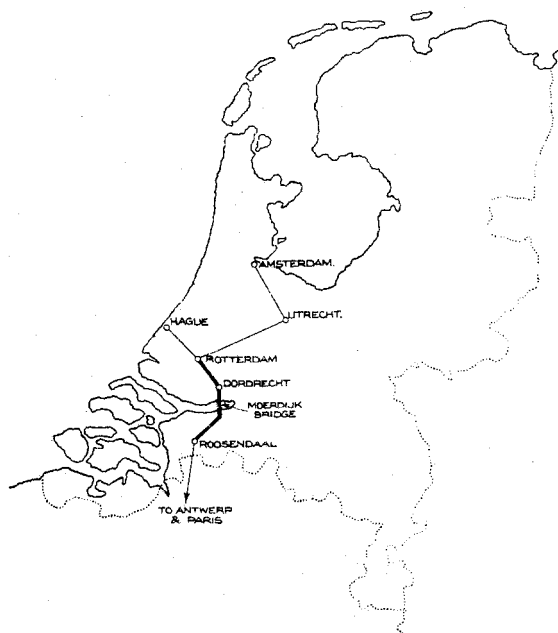 AMSTERDAM.
UTRECHT.
HAGUE
ROTTERDAM
DORDRECHT
MOERDIJK
BRIDGE
ROOSENDAAL
TO ANTWERP
& PARIS